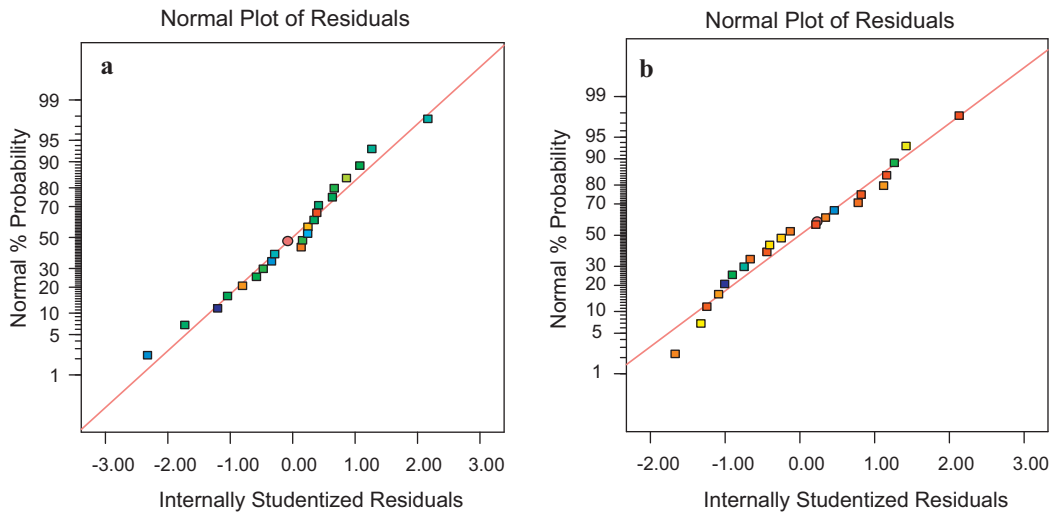 Normal Plot of Residuals
a
Normal % Probability
99
95
90
80
70
50
30
20
10
5
1
-3.00 -2.00 -1.00 0.00 1.00 2.00 3.00
Internally Studentized Residuals
Normal Plot of Residuals
b
Normal % Probability
99
95
90
80
70
50
30
20
10
5
1
-2.00 -1.00 0.00 1.00 2.00 3.00
Internally Studentized Residuals